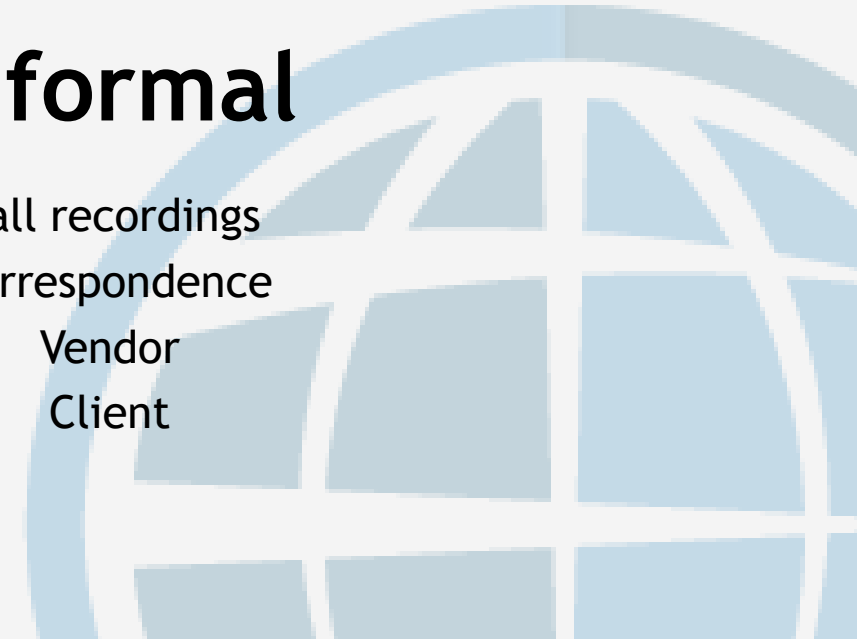 formal
all recordings
rrespondence
Vendor
Client